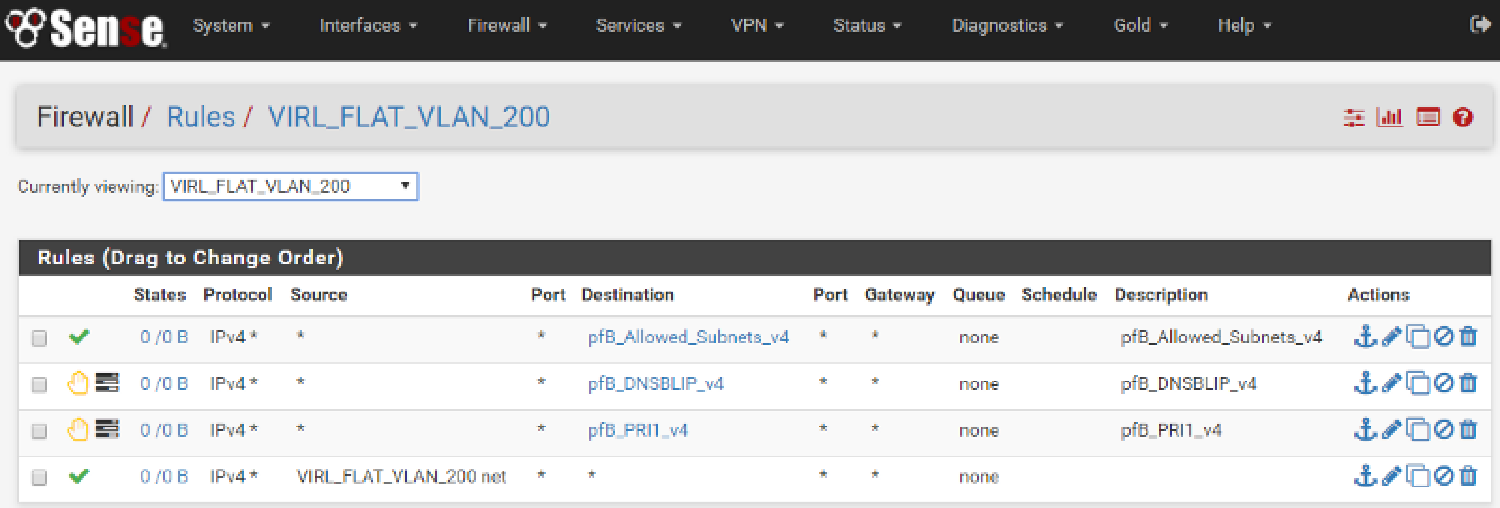 Sense
System Interfaces Firewall Services VPN Status Diagnostics Gold Help
Firewall / Rules / VIRL_FLAT_VLAN_200
Currently viewing: VIRL_FLAT_VLAN_200
Rules (Drag to Change Order)
States Protocol Source Port Destination Port Gateway Queue Schedule Description Actions
0 /0 B IPv4 * * * pfB_Allowed_Subnets_v4 * * none pfB_Allowed_Subnets_v4
0 /0 B IPv4 * * * pfB_DNSBLIP_v4 * * none pfB_DNSBLIP_v4
0 /0 B IPv4 * * * pfB_PRI1_v4 * * none pfB_PRI1_v4
0 /0 B IPv4 * VIRL_FLAT_VLAN_200 net * * * * none